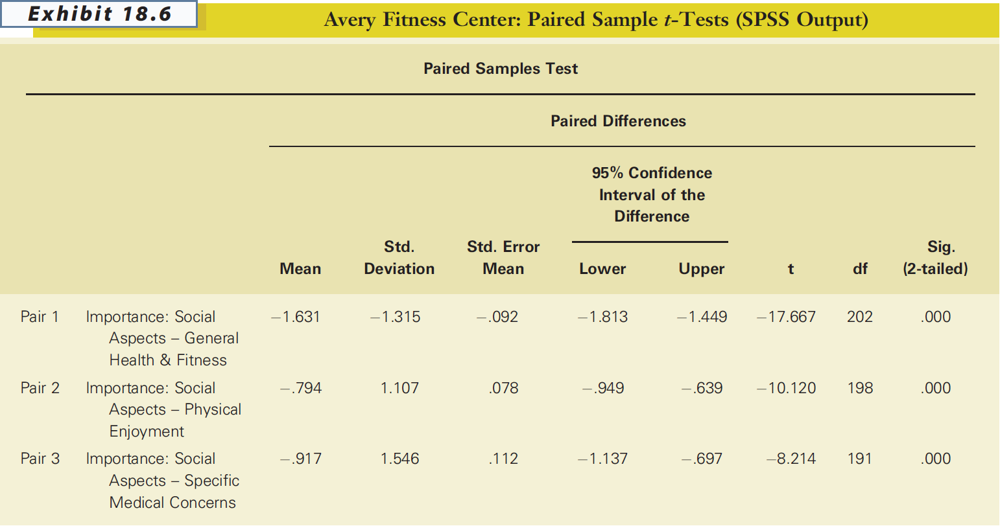 Exhibit 18.6
Avery Fitness Center: Paired Sample t-Tests (SPSS Output)
Paired Samples Test
Paired Differences
95% Confidence
Interval of the
Difference
Std. Std. Error Sig.
Mean Deviation Mean Lower Upper t df (2-tailed)
Pair 1 Importance: Social −1.631 −1.315 −.092 −1.813 −1.449 −17.667 202 .000
Aspects – General
Health & Fitness
Pair 2 Importance: Social −.794 1.107 .078 −.949 −.639 −10.120 198 .000
Aspects – Physical
Enjoyment
Pair 3 Importance: Social −.917 1.546 .112 −1.137 −.697 −8.214 191 .000
Aspects – Specific
Medical Concerns